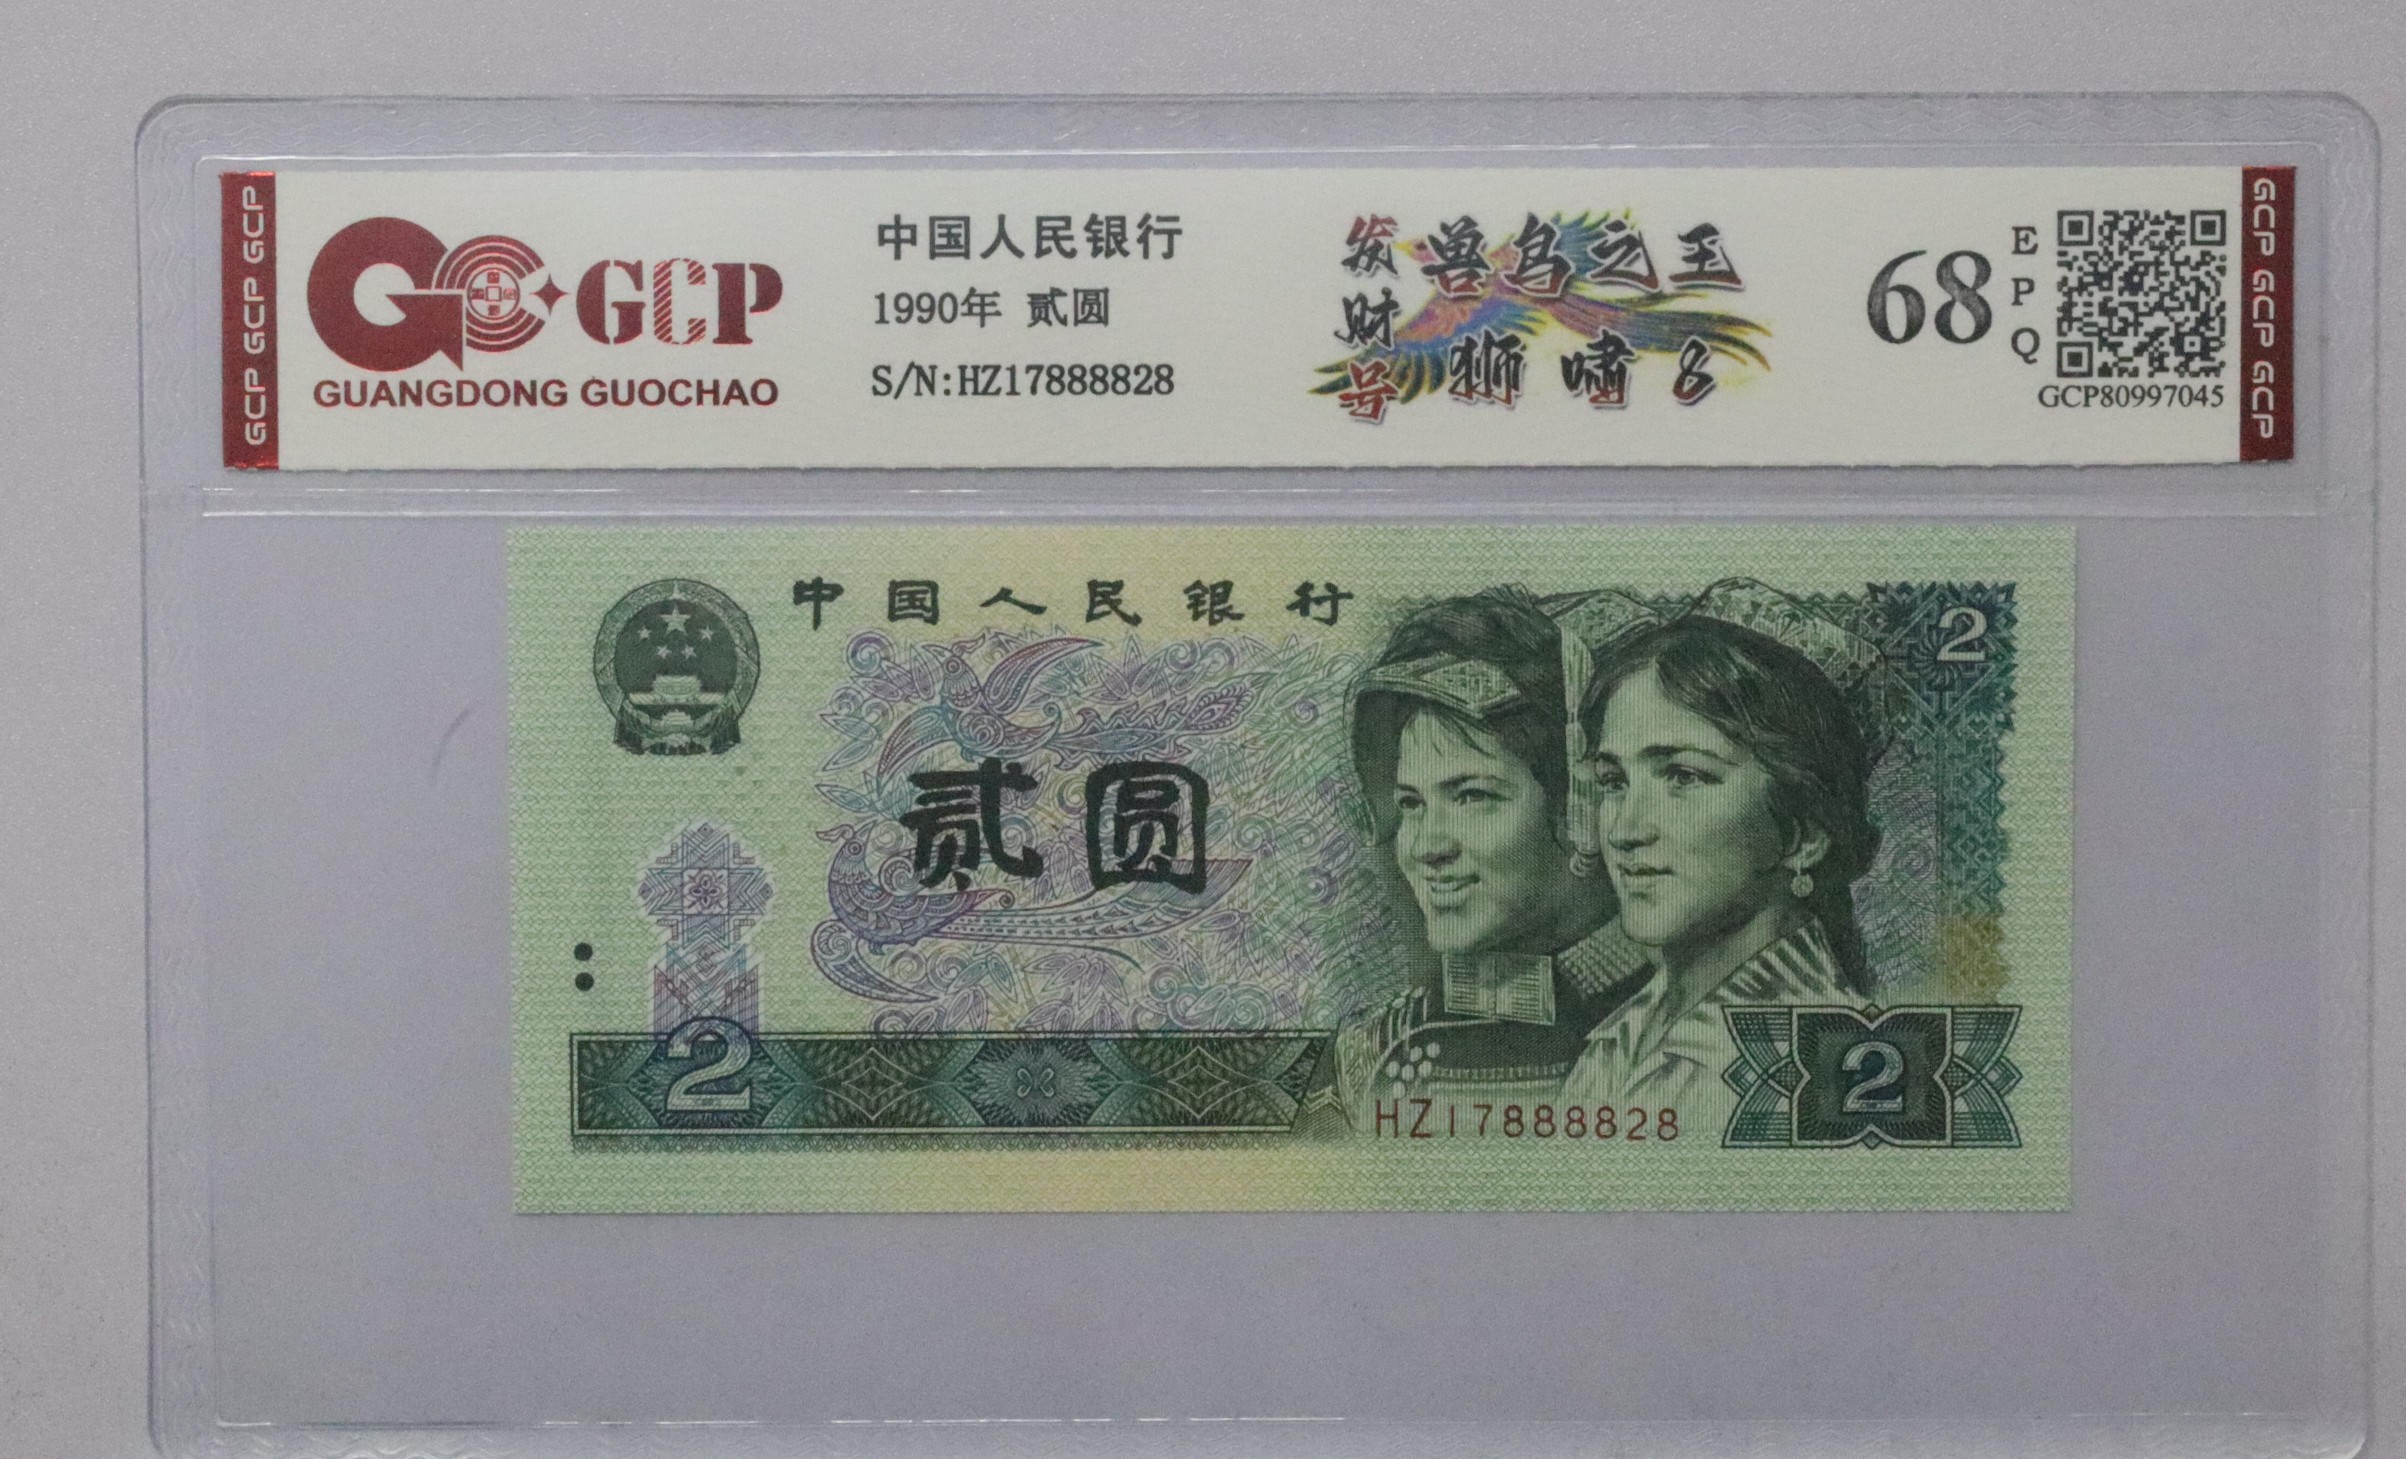 GCP GCP GCP
GCP
GUANGDONG GUOCHAO
中国人民银行
1990年 贰圆
S/N:HZ17888828
发财号
兽鸟之王
狮啸8
68
EPQ
GCP80997045
GCP GCP GCP
中国人民银行
2
贰圆
2
HZ17888828
2